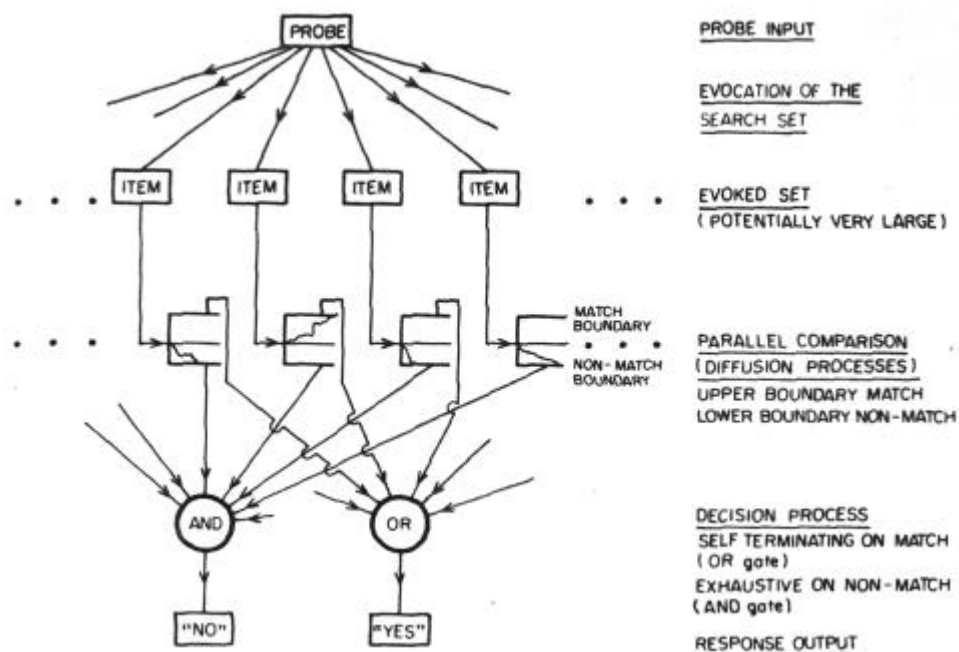 PROBE
PROBE INPUT
EVOCATION OF THE
SEARCH SET
ITEM ITEM ITEM ITEM
EVOKED SET
(POTENTIALLY VERY LARGE)
MATCH
BOUNDARY
NON-MATCH
BOUNDARY
PARALLEL COMPARISON
(DIFFUSION PROCESSES)
UPPER BOUNDARY MATCH
LOWER BOUNDARY NON-MATCH
AND OR
DECISION PROCESS
SELF TERMINATING ON MATCH
(OR gate)
EXHAUSTIVE ON NON-MATCH
(AND gate)
"NO" "YES"
RESPONSE OUTPUT